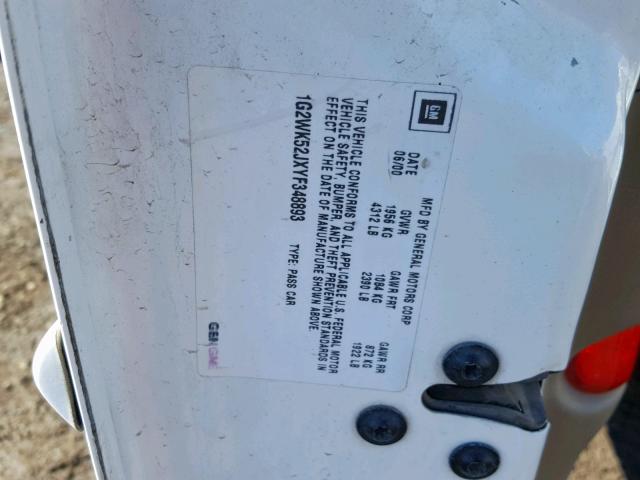 GM
MFD BY GENERAL MOTORS CORP
DATE GVWR GAWR FRT GAWR RR
06/00 1956 KG 1084 KG 872 KG
4312 LB 2390 LB 1922 LB
THIS VEHICLE CONFORMS TO ALL APPLICABLE U.S. FEDERAL MOTOR
VEHICLE SAFETY, BUMPER, AND THEFT PREVENTION STANDARDS IN
EFFECT ON THE DATE OF MANUFACTURE SHOWN ABOVE.
1G2WK52JXYF348893 TYPE: PASS CAR